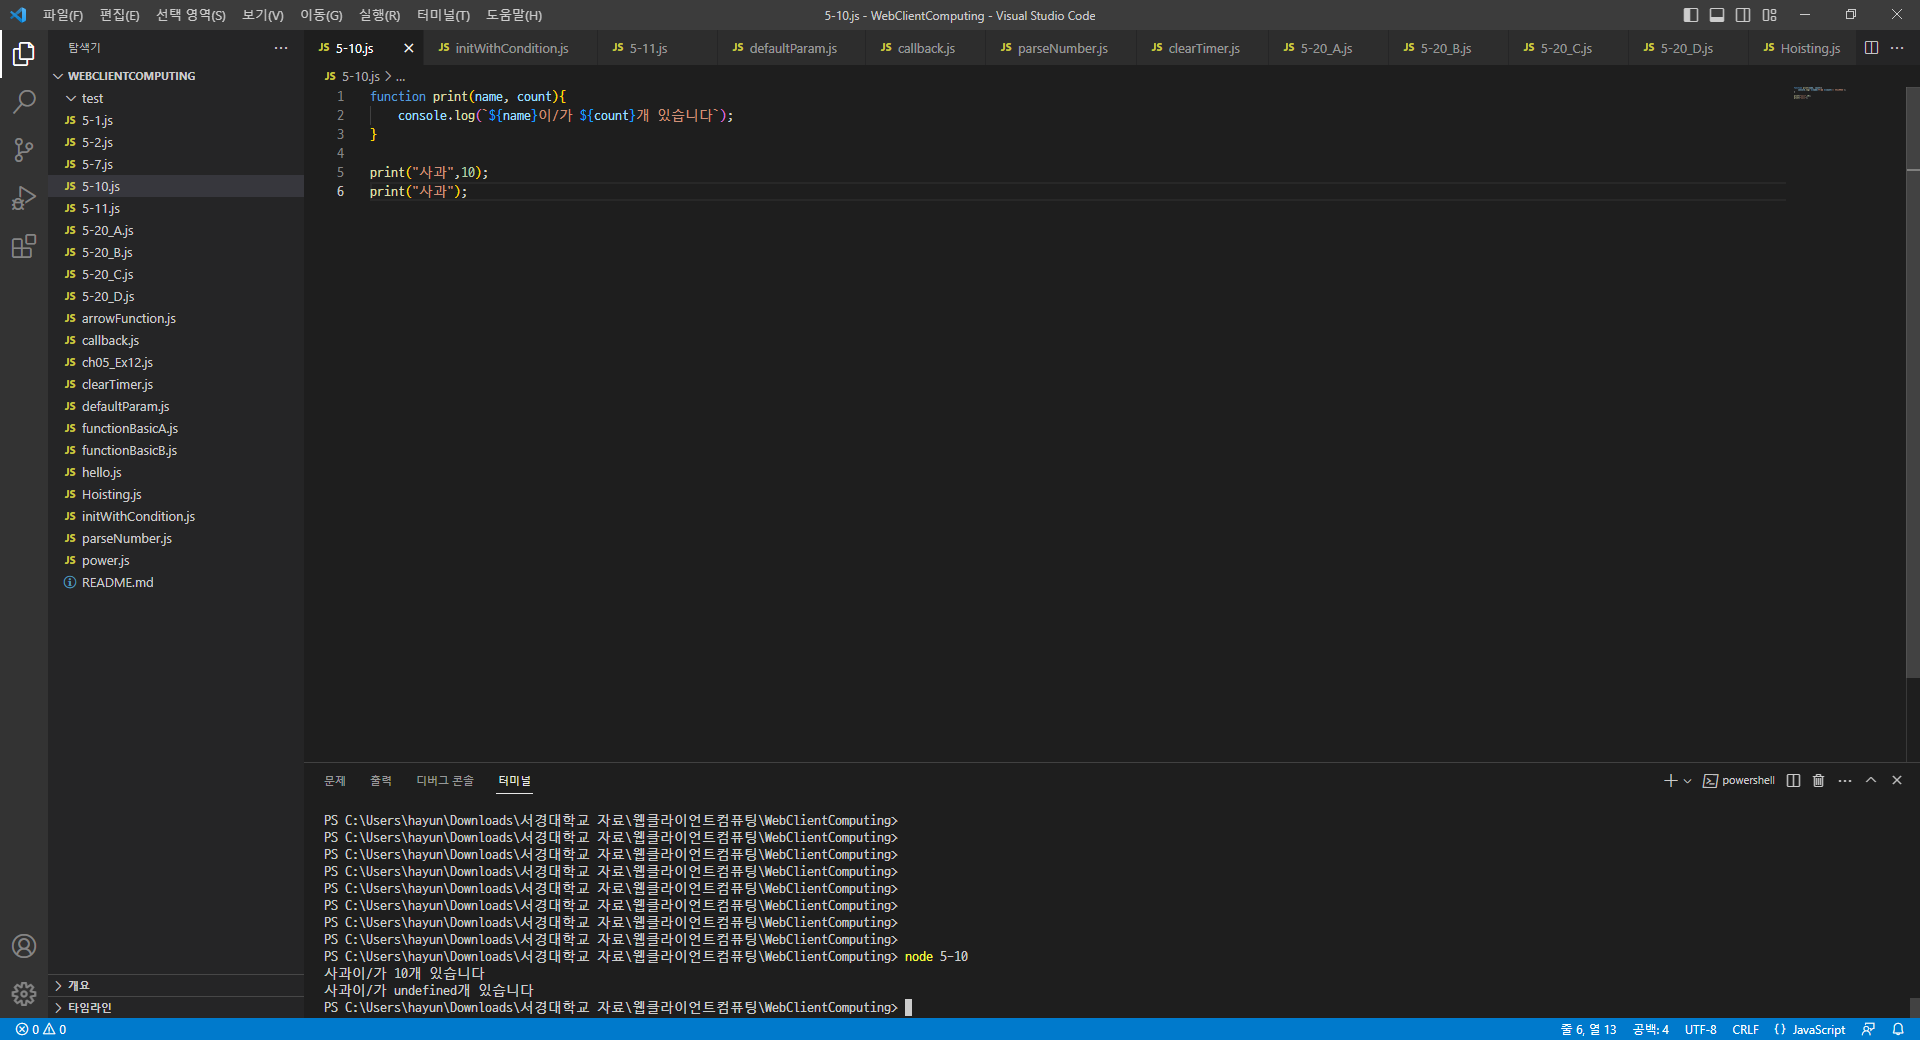 파일(F) 편집(E) 선택 영역(S) 보기(V) 이동(G) 실행(R) 터미널(T) 도움말(H) 5-10.js - WebClientComputing - Visual Studio Code
탐색기 ···
JS 5-10.js JS initWithCondition.js JS 5-11.js JS defaultParam.js JS callback.js JS parseNumber.js JS clearTimer.js JS 5-20_A.js JS 5-20_B.js JS 5-20_C.js JS 5-20_D.js JS Hoisting.js ···
WEBCLIENTCOMPUTING
test
JS 5-1.js
JS 5-2.js
JS 5-7.js
JS 5-10.js
JS 5-11.js
JS 5-20_A.js
JS 5-20_B.js
JS 5-20_C.js
JS 5-20_D.js
JS arrowFunction.js
JS callback.js
JS ch05_Ex12.js
JS clearTimer.js
JS defaultParam.js
JS functionBasicA.js
JS functionBasicB.js
JS hello.js
JS Hoisting.js
JS initWithCondition.js
JS parseNumber.js
JS power.js
README.md
개요
타임라인
JS 5-10.js > ...
1 function print(name, count){
2     console.log(`${name}이/가 ${count}개 있습니다`);
3 }
4
5 print("사과",10);
6 print("사과");
문제 출력 디버그 콘솔 터미널 powershell ···
PS C:\Users\hayun\Downloads\서경대학교 자료\웹클라이언트컴퓨팅\WebClientComputing>
PS C:\Users\hayun\Downloads\서경대학교 자료\웹클라이언트컴퓨팅\WebClientComputing>
PS C:\Users\hayun\Downloads\서경대학교 자료\웹클라이언트컴퓨팅\WebClientComputing>
PS C:\Users\hayun\Downloads\서경대학교 자료\웹클라이언트컴퓨팅\WebClientComputing>
PS C:\Users\hayun\Downloads\서경대학교 자료\웹클라이언트컴퓨팅\WebClientComputing>
PS C:\Users\hayun\Downloads\서경대학교 자료\웹클라이언트컴퓨팅\WebClientComputing>
PS C:\Users\hayun\Downloads\서경대학교 자료\웹클라이언트컴퓨팅\WebClientComputing>
PS C:\Users\hayun\Downloads\서경대학교 자료\웹클라이언트컴퓨팅\WebClientComputing>
PS C:\Users\hayun\Downloads\서경대학교 자료\웹클라이언트컴퓨팅\WebClientComputing> node 5-10
사과이/가 10개 있습니다
사과이/가 undefined개 있습니다
PS C:\Users\hayun\Downloads\서경대학교 자료\웹클라이언트컴퓨팅\WebClientComputing>
0 0 줄 6, 열 13 공백: 4 UTF-8 CRLF {} JavaScript